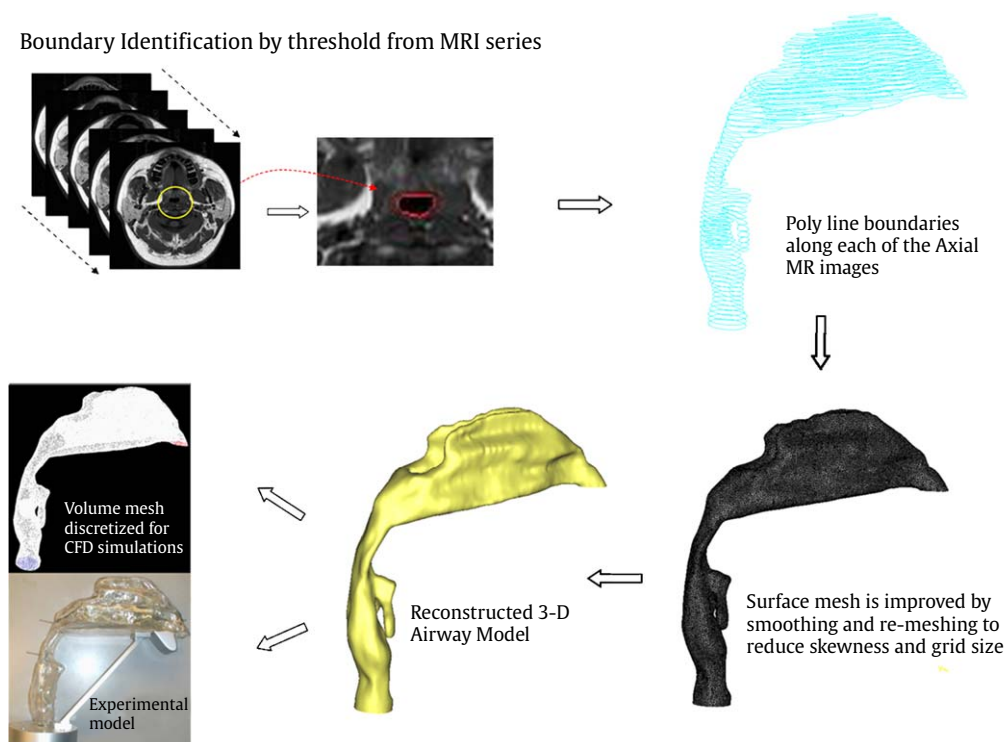 Boundary Identification by threshold from MRI series
Poly line boundaries
along each of the Axial
MR images
Volume mesh
discretized for
CFD simulations
Reconstructed 3-D
Airway Model
Surface mesh is improved by
smoothing and re-meshing to
reduce skewness and grid size
Experimental
model